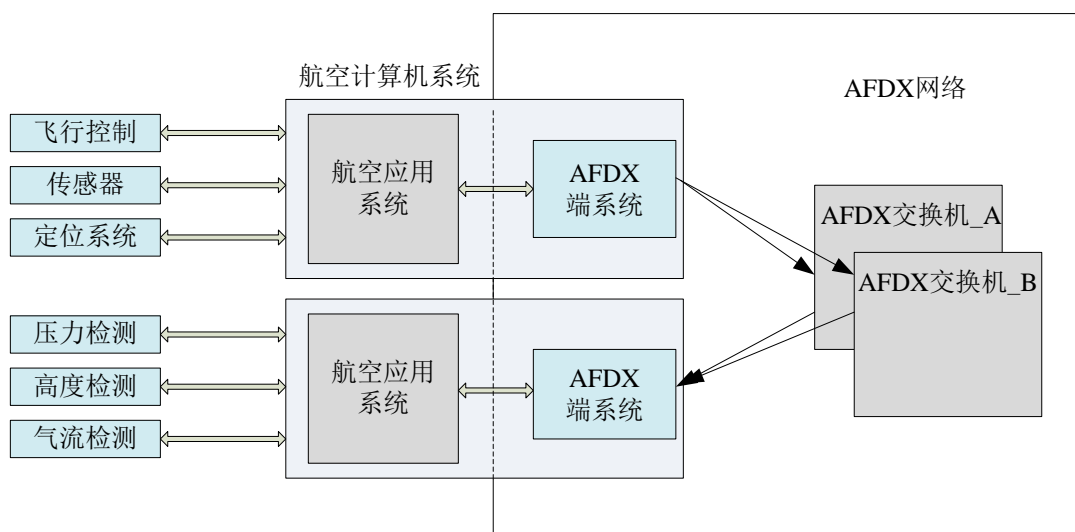 航空计算机系统
AFDX网络
飞行控制
传感器
定位系统
航空应用
系统
AFDX
端系统
AFDX交换机_A
AFDX交换机_B
压力检测
高度检测
气流检测
航空应用
系统
AFDX
端系统